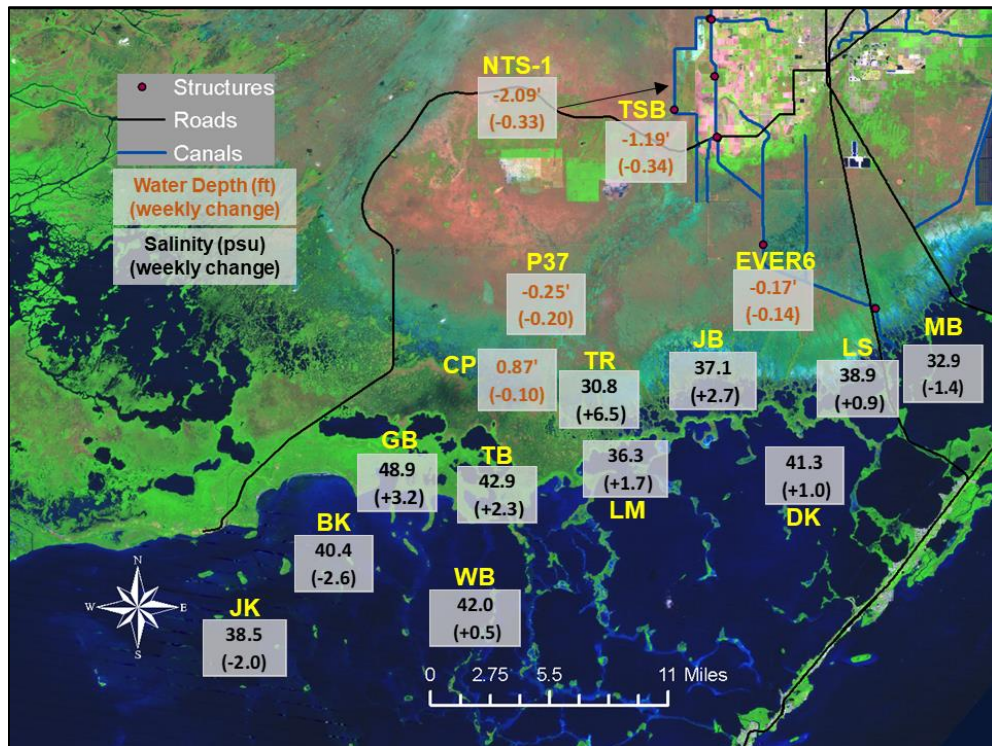 NTS-1
-2.09'
(-0.33)
TSB
-1.19'
(-0.34)
Structures
Roads
Canals
Water Depth (ft)
(weekly change)
Salinity (psu)
(weekly change)
P37
-0.25'
(-0.20)
EVER6
-0.17'
(-0.14)
CP
0.87'
(-0.10)
TR
30.8
(+6.5)
JB
37.1
(+2.7)
LS
38.9
(+0.9)
MB
32.9
(-1.4)
GB
48.9
(+3.2)
TB
42.9
(+2.3)
36.3
(+1.7)
LM
41.3
(+1.0)
DK
BK
40.4
(-2.6)
WB
42.0
(+0.5)
JK
38.5
(-2.0)
N
W E
S
0 2.75 5.5 11 Miles